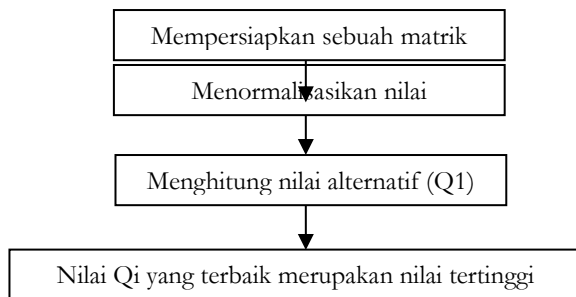 Mempersiapkan sebuah matrik
Menormalisasikan nilai
Menghitung nilai alternatif (Q1)
Nilai Qi yang terbaik merupakan nilai tertinggi